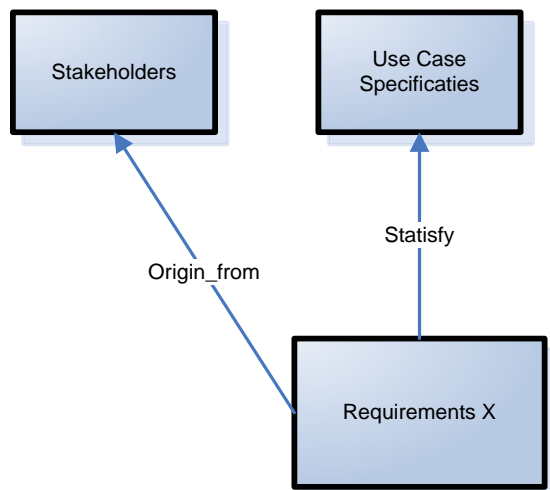 Stakeholders
Use Case
Specificaties
Statisfy
Origin_from
Requirements X